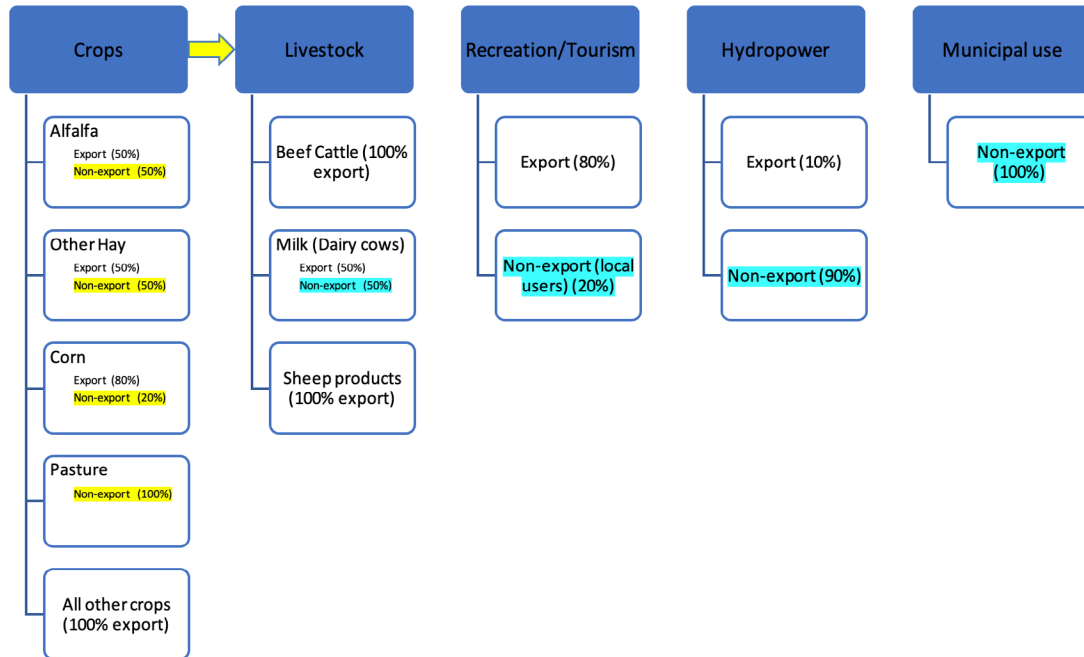 Crops
Livestock
Recreation/Tourism
Hydropower
Municipal use
Alfalfa
Export (50%)
Non-export (50%)
Other Hay
Export (50%)
Non-export (50%)
Corn
Export (80%)
Non-export (20%)
Pasture
Non-export (100%)
All other crops
(100% export)
Beef Cattle (100%
export)
Milk (Dairy cows)
Export (50%)
Non-export (50%)
Sheep products
(100% export)
Export (80%)
Non-export (local
users) (20%)
Export (10%)
Non-export (90%)
Non-export
(100%)